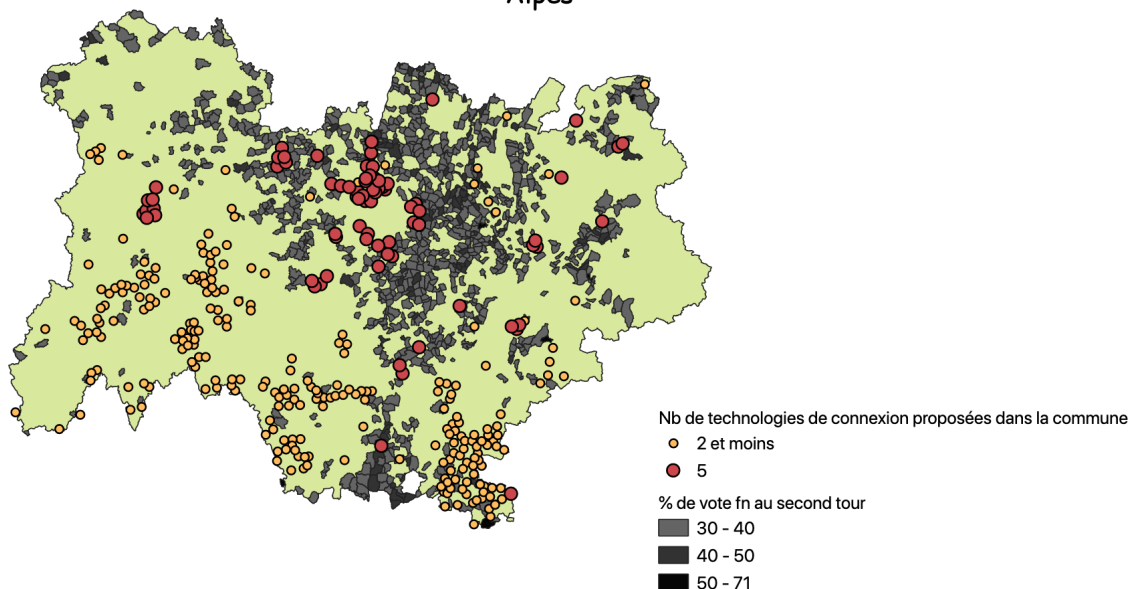 Alpes
Nb de technologies de connexion proposées dans la commune
2 et moins
5
% de vote fn au second tour
30 - 40
40 - 50
50 - 71